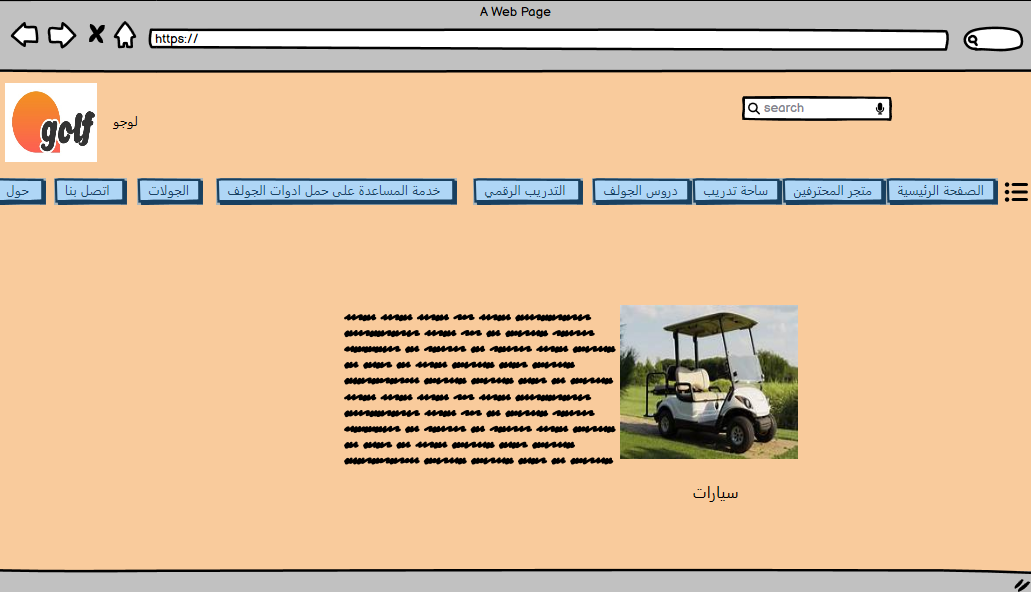 A Web Page
https://
golf
لوجو
search
الصفحة الرئيسية
متجر المحترفين
ساحة تدريب
دروس الجولف
التدريب الرقمي
خدمة المساعدة على حمل ادوات الجولف
الجولات
اتصل بنا
حول
سيارات